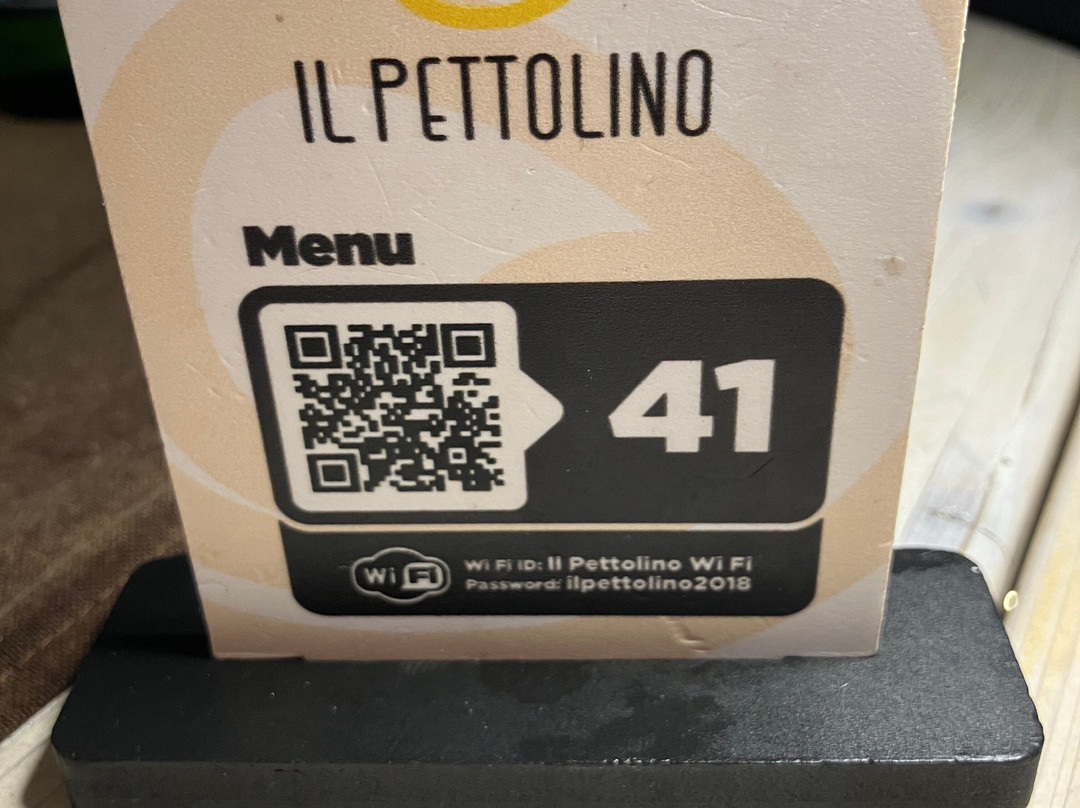 IL PETTOLINO
Menu
41
Wi Fi
Wi Fi ID: Il Pettolino Wi Fi
Password: ilpettolino2018